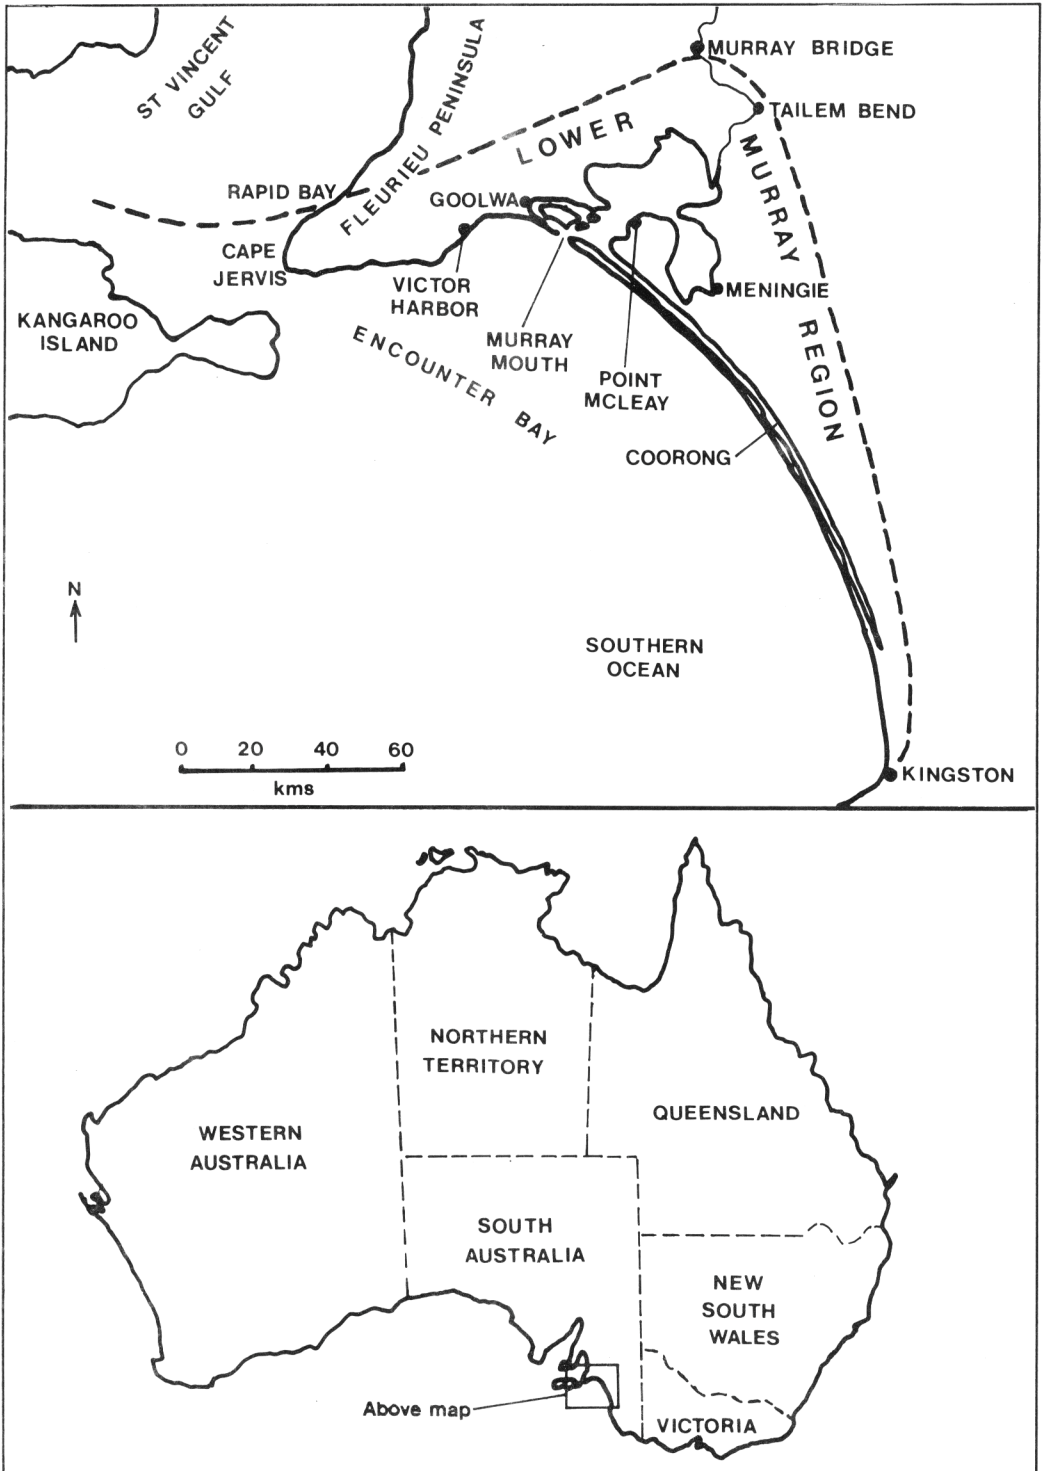 ST VINCENT
GULF
FLEURIEU PENINSULA
MURRAY BRIDGE
TAILEM BEND
LOWER
MURRAY
REGION
RAPID BAY
GOOLWA
CAPE
JERVIS
VICTOR
HARBOR
MENINGIE
KANGAROO
ISLAND
ENCOUNTER BAY
MURRAY
MOUTH
POINT
MCLEAY
COORONG
N
SOUTHERN
OCEAN
0 20 40 60
kms
KINGSTON
NORTHERN
TERRITORY
QUEENSLAND
WESTERN
AUSTRALIA
SOUTH
AUSTRALIA
NEW
SOUTH
WALES
Above map
VICTORIA